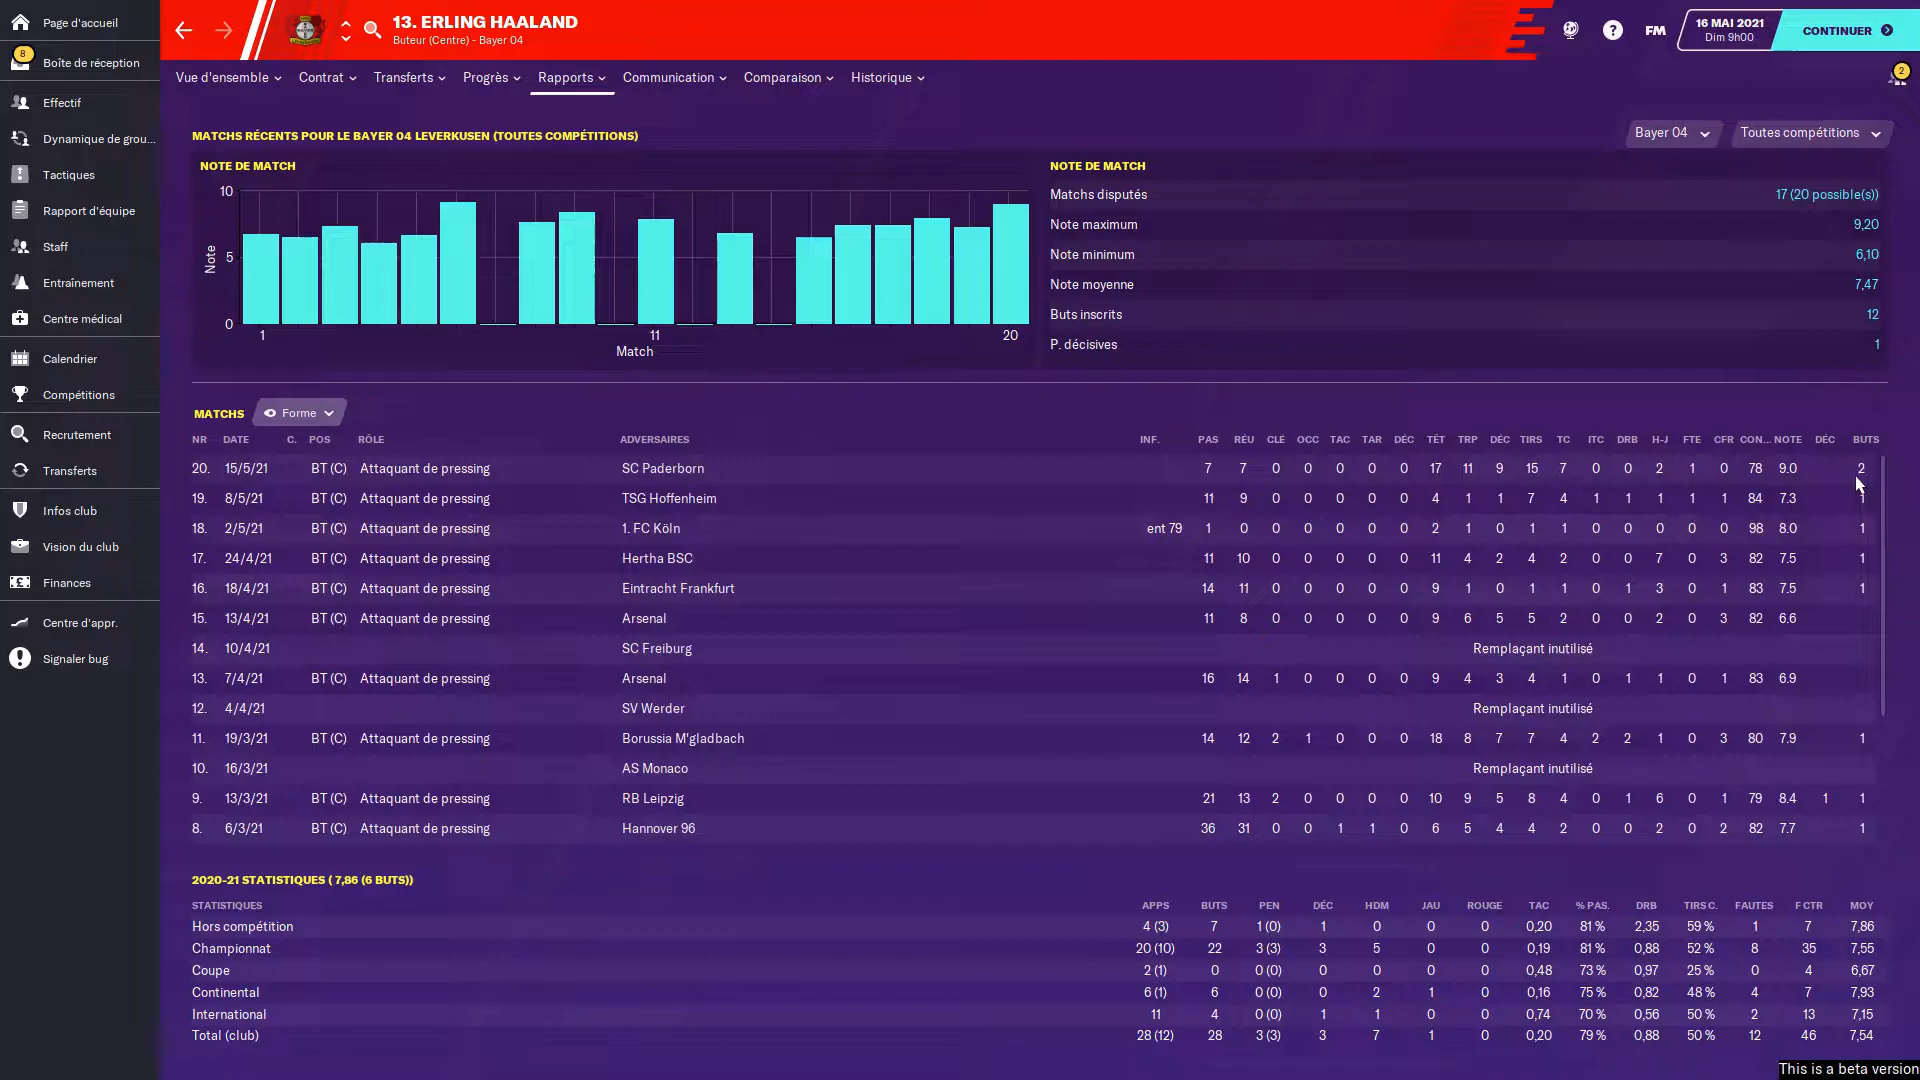 Page d'accueil
8
Boîte de réception
Effectif
Dynamique de grou...
Tactiques
Rapport d'équipe
Staff
Entraînement
Centre médical
Calendrier
Compétitions
Recrutement
Transferts
Infos club
Vision du club
Finances
Centre d'appr.
Signaler bug
13. ERLING HAALAND
Buteur (Centre) - Bayer 04
FM
16 MAI 2021
Dim 9h00
CONTINUER
Vue d'ensemble Contrat Transferts Progrès Rapports Communication Comparaison Historique
2
MATCHS RÉCENTS POUR LE BAYER 04 LEVERKUSEN (TOUTES COMPÉTITIONS)
Bayer 04 Toutes compétitions
NOTE DE MATCH
10
5
0
Note
1 11 20
Match
NOTE DE MATCH
Matchs disputés 17 (20 possible(s))
Note maximum 9,20
Note minimum 6,10
Note moyenne 7,47
Buts inscrits 12
P. décisives 1
MATCHS Forme
NR DATE C. POS RÔLE ADVERSAIRES INF. PAS RÉU CLÉ OCC TAC TAR DÉC TÊT TRP DÉC TIRS TC ITC DRB H-J FTE CFR CON... NOTE DÉC BUTS
20. 15/5/21 BT (C) Attaquant de pressing SC Paderborn 7 7 0 0 0 0 0 17 11 9 15 7 0 0 2 1 0 78 9.0 2
19. 8/5/21 BT (C) Attaquant de pressing TSG Hoffenheim 11 9 0 0 0 0 0 4 1 1 7 4 1 1 1 1 1 84 7.3 1
18. 2/5/21 BT (C) Attaquant de pressing 1. FC Köln ent 79 1 0 0 0 0 0 0 2 1 0 1 1 0 0 0 0 0 98 8.0 1
17. 24/4/21 BT (C) Attaquant de pressing Hertha BSC 11 10 0 0 0 0 0 11 4 2 4 2 0 0 7 0 3 82 7.5 1
16. 18/4/21 BT (C) Attaquant de pressing Eintracht Frankfurt 14 11 0 0 0 0 0 9 1 0 1 1 0 1 3 0 1 83 7.5 1
15. 13/4/21 BT (C) Attaquant de pressing Arsenal 11 8 0 0 0 0 0 9 6 5 5 2 0 0 2 0 3 82 6.6
14. 10/4/21 SC Freiburg Remplaçant inutilisé
13. 7/4/21 BT (C) Attaquant de pressing Arsenal 16 14 1 0 0 0 0 9 4 3 4 1 0 1 1 0 1 83 6.9
12. 4/4/21 SV Werder Remplaçant inutilisé
11. 19/3/21 BT (C) Attaquant de pressing Borussia M'gladbach 14 12 2 1 0 0 0 18 8 7 7 4 2 2 1 0 3 80 7.9 1
10. 16/3/21 AS Monaco Remplaçant inutilisé
9. 13/3/21 BT (C) Attaquant de pressing RB Leipzig 21 13 2 0 0 0 0 10 9 5 8 4 0 1 6 0 1 79 8.4 1 1
8. 6/3/21 BT (C) Attaquant de pressing Hannover 96 36 31 0 0 1 1 0 6 5 4 4 2 0 0 2 0 2 82 7.7 1
2020-21 STATISTIQUES ( 7,86 (6 BUTS))
STATISTIQUES APPS BUTS PEN DÉC HDM JAU ROUGE TAC % PAS. DRB TIRS C. FAUTES F CTR MOY
Hors compétition 4 (3) 7 1 (0) 1 0 0 0 0,20 81 % 2,35 59 % 1 7 7,86
Championnat 20 (10) 22 3 (3) 3 5 0 0 0,19 81 % 0,88 52 % 8 35 7,55
Coupe 2 (1) 0 0 (0) 0 0 0 0 0,48 73 % 0,97 25 % 0 4 6,67
Continental 6 (1) 6 0 (0) 0 2 1 0 0,16 75 % 0,82 48 % 4 7 7,93
International 11 4 0 (0) 1 1 0 0 0,74 70 % 0,56 50 % 2 13 7,15
Total (club) 28 (12) 28 3 (3) 3 7 1 0 0,20 79 % 0,88 50 % 12 46 7,54
This is a beta version